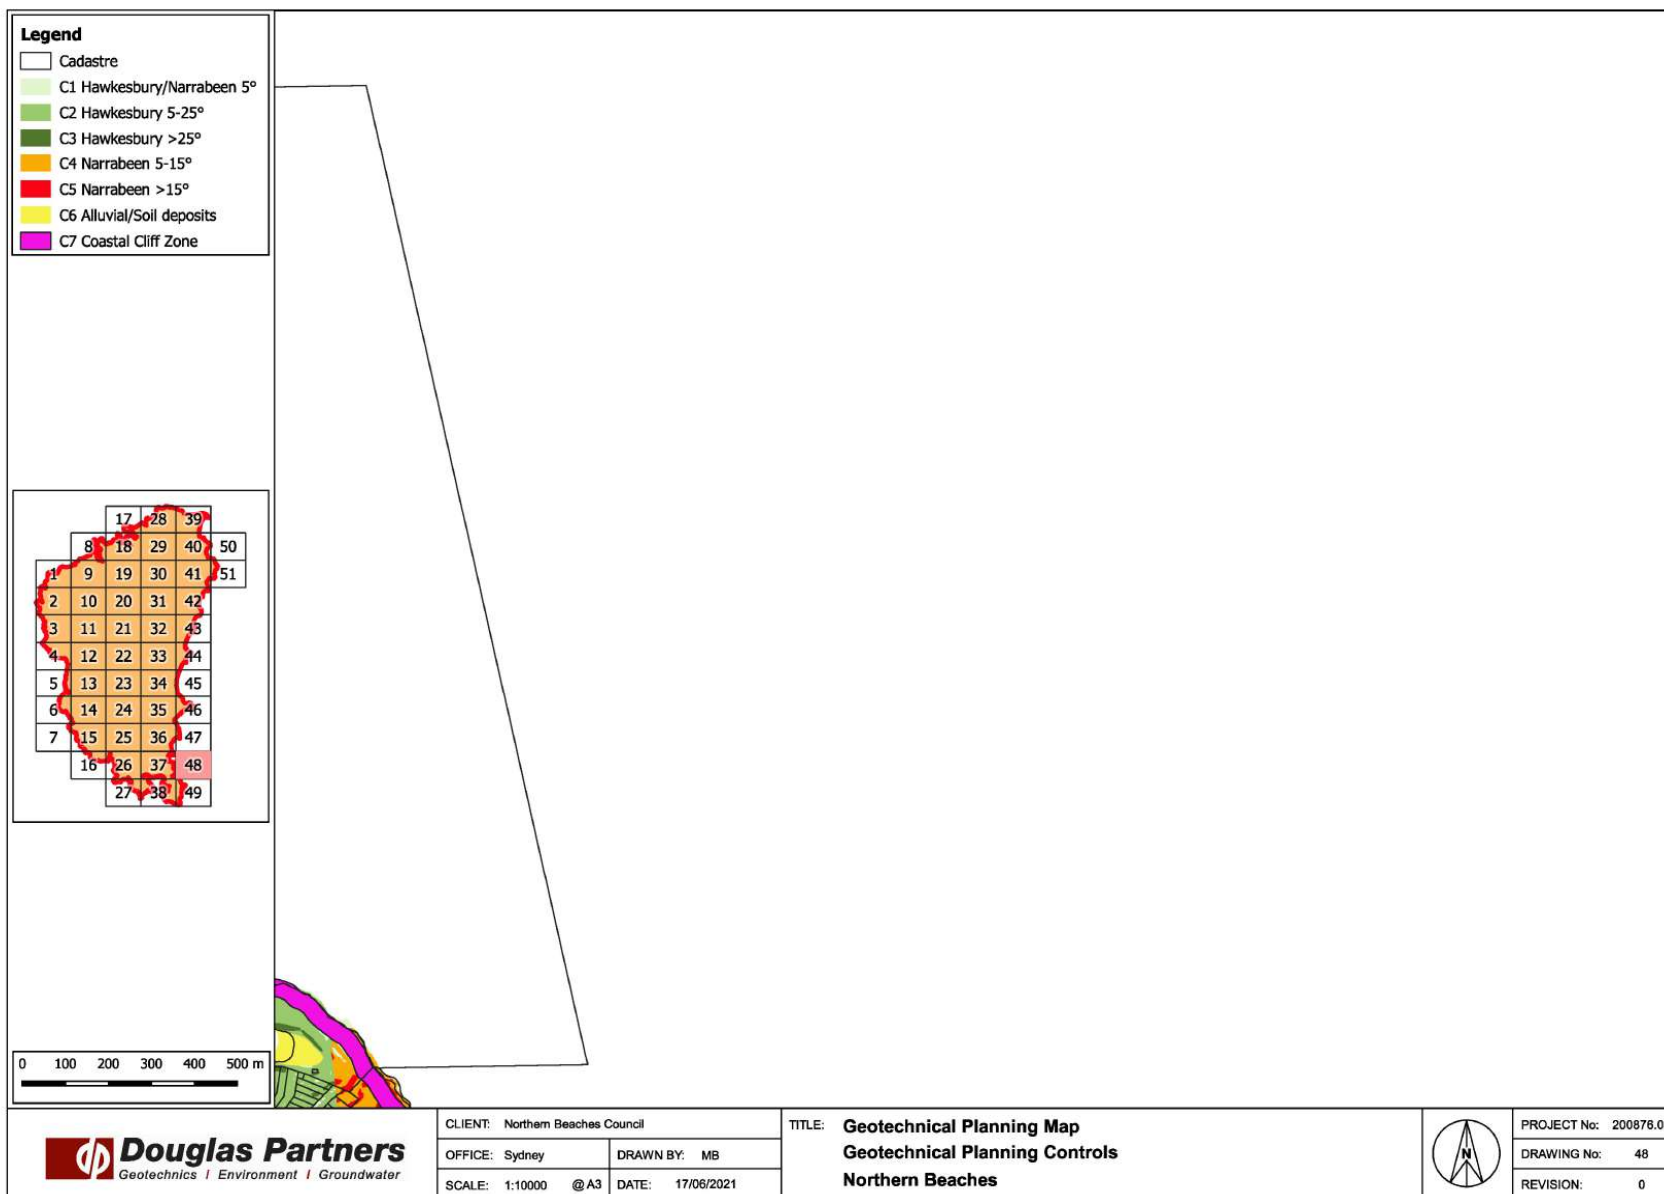 Legend
Cadastre
C1 Hawkesbury/Narrabeen 5°
C2 Hawkesbury 5-25°
C3 Hawkesbury >25°
C4 Narrabeen 5-15°
C5 Narrabeen >15°
C6 Alluvial/Soil deposits
C7 Coastal Cliff Zone
17 28 39
8 18 29 40 50
1 9 19 30 41 51
2 10 20 31 42
3 11 21 32 43
4 12 22 33 44
5 13 23 34 45
6 14 24 35 46
7 15 25 36 47
16 26 37 48
27 38 49
0 100 200 300 400 500 m
Douglas Partners
Geotechnics | Environment | Groundwater
CLIENT: Northern Beaches Council
OFFICE: Sydney DRAWN BY: MB
SCALE: 1:10000 @ A3 DATE: 17/06/2021
TITLE: Geotechnical Planning Map
Geotechnical Planning Controls
Northern Beaches
N
PROJECT No: 200876.0
DRAWING No: 48
REVISION: 0